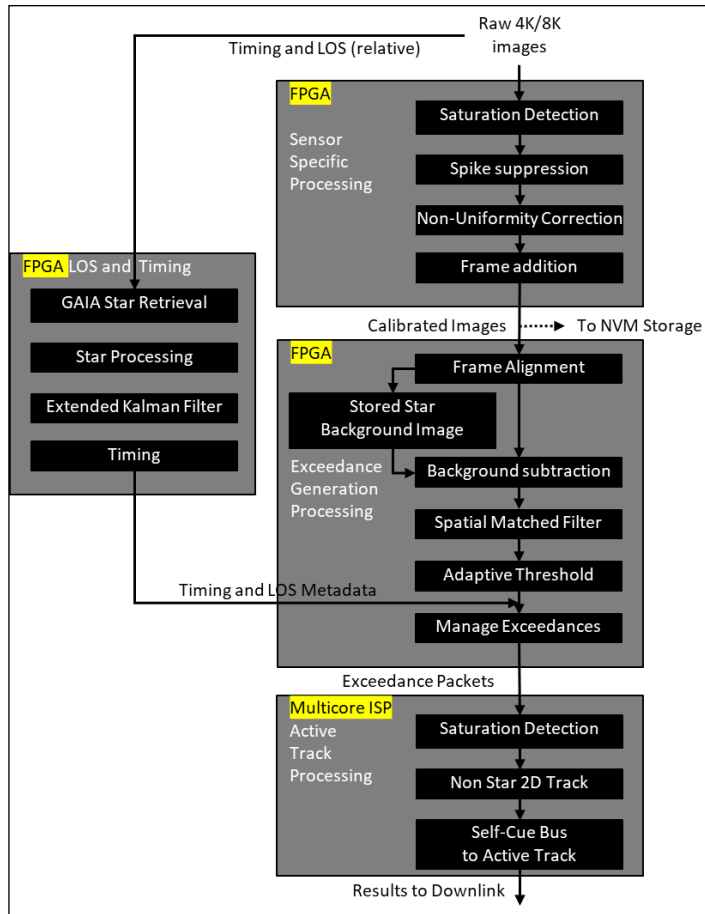 Raw 4K/8K
images
Timing and LOS (relative)
FPGA
Sensor
Specific
Processing
Saturation Detection
Spike suppression
Non-Uniformity Correction
Frame addition
FPGA LOS and Timing
GAIA Star Retrieval
Star Processing
Extended Kalman Filter
Timing
Calibrated Images
To NVM Storage
FPGA
Frame Alignment
Stored Star
Background Image
Exceedance
Generation
Processing
Background subtraction
Spatial Matched Filter
Adaptive Threshold
Timing and LOS Metadata
Manage Exceedances
Exceedance Packets
Multicore ISP
Active
Track
Processing
Saturation Detection
Non Star 2D Track
Self-Cue Bus
to Active Track
Results to Downlink